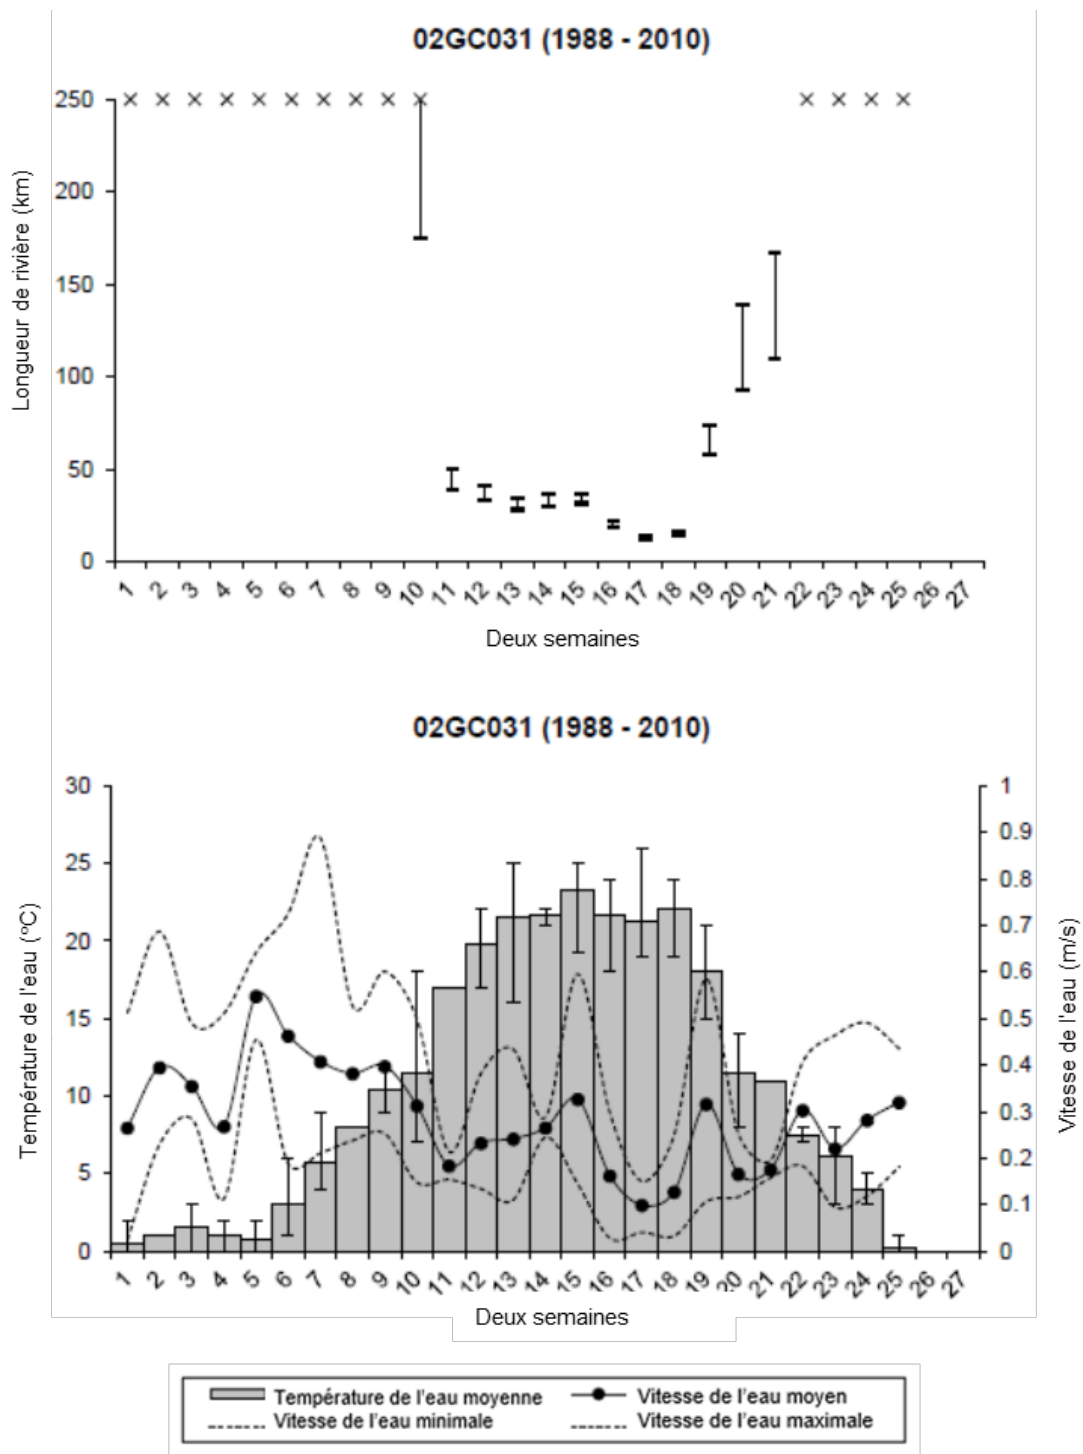 02GC031 (1988 - 2010)
Longueur de rivière (km)
250
200
150
100
50
0
1 2 3 4 5 6 7 8 9 10 11 12 13 14 15 16 17 18 19 20 21 22 23 24 25 26 27
Deux semaines
02GC031 (1988 - 2010)
Température de l'eau (ºC)
30
25
20
15
10
5
0
1
0.9
0.8
0.7
0.6
0.5
0.4
0.3
0.2
0.1
0
Vitesse de l'eau (m/s)
1 2 3 4 5 6 7 8 9 10 11 12 13 14 15 16 17 18 19 20 21 22 23 24 25 26 27
Deux semaines
Température de l'eau moyenne
Vitesse de l'eau moyen
Vitesse de l'eau minimale
Vitesse de l'eau maximale